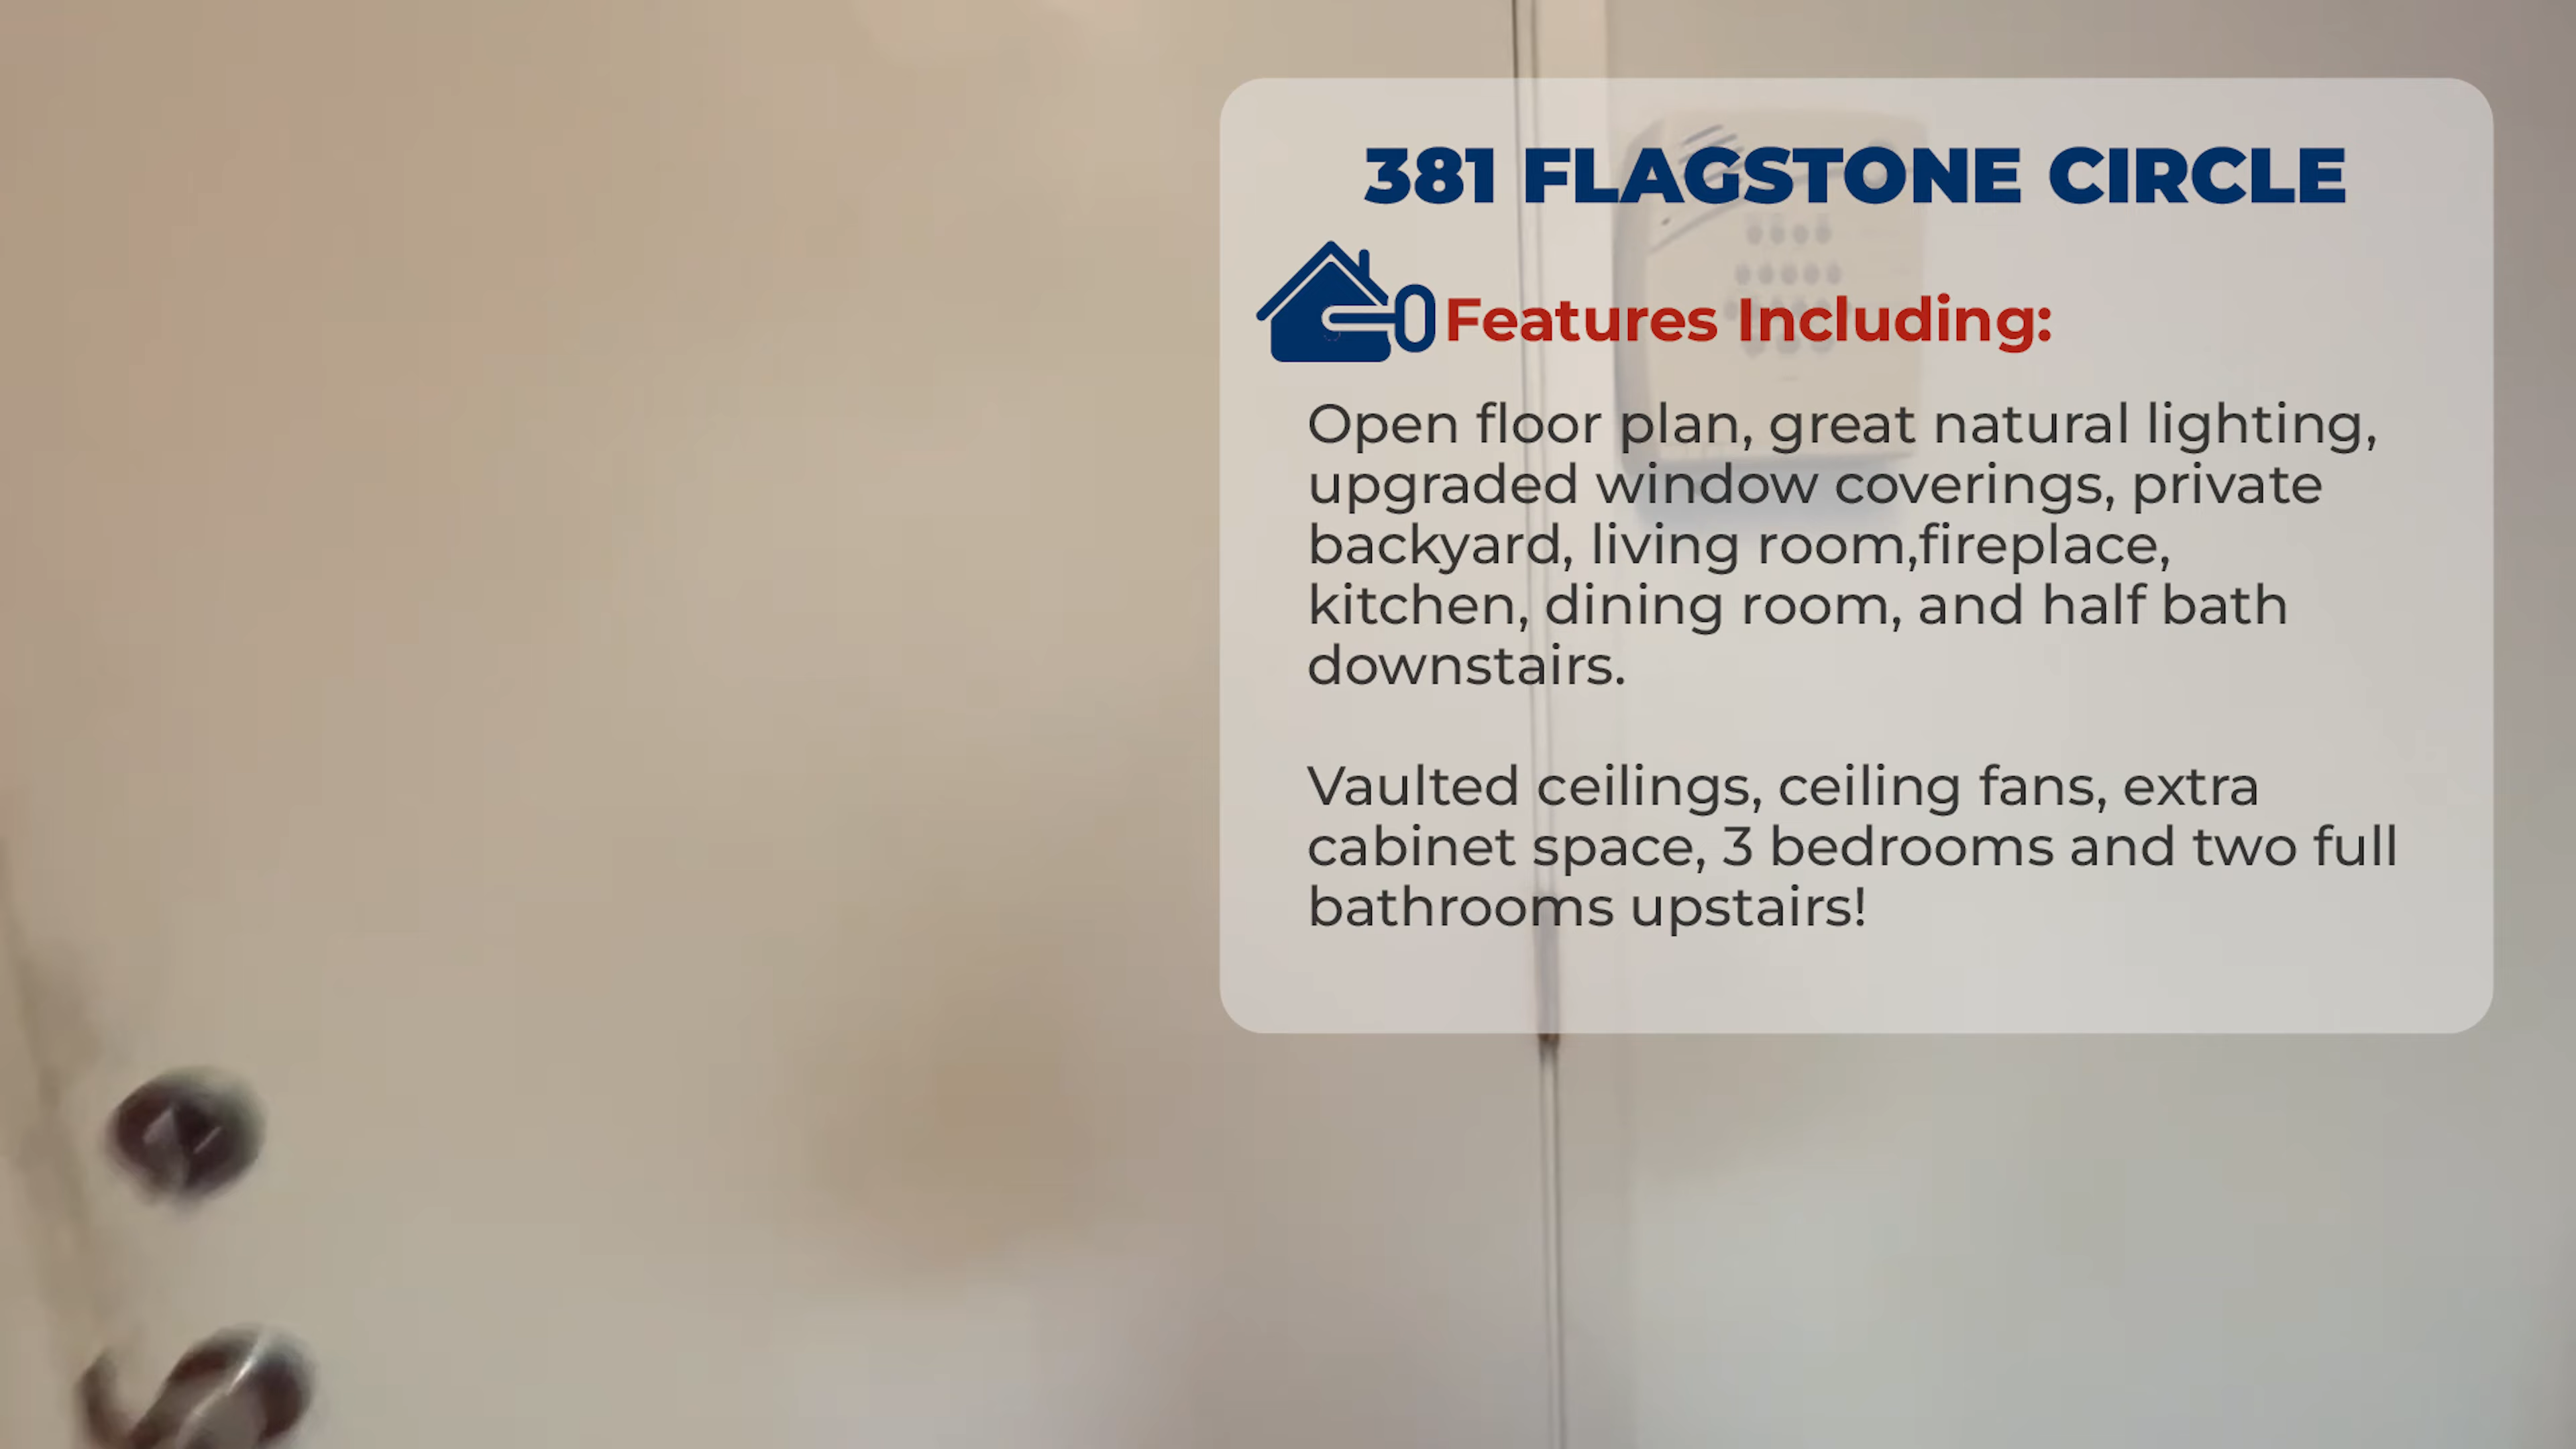 381 FLAGSTONE CIRCLE
Features Including:
Open floor plan, great natural lighting,
upgraded window coverings, private
backyard, living room,fireplace,
kitchen, dining room, and half bath
downstairs.
Vaulted ceilings, ceiling fans, extra
cabinet space, 3 bedrooms and two full
bathrooms upstairs!